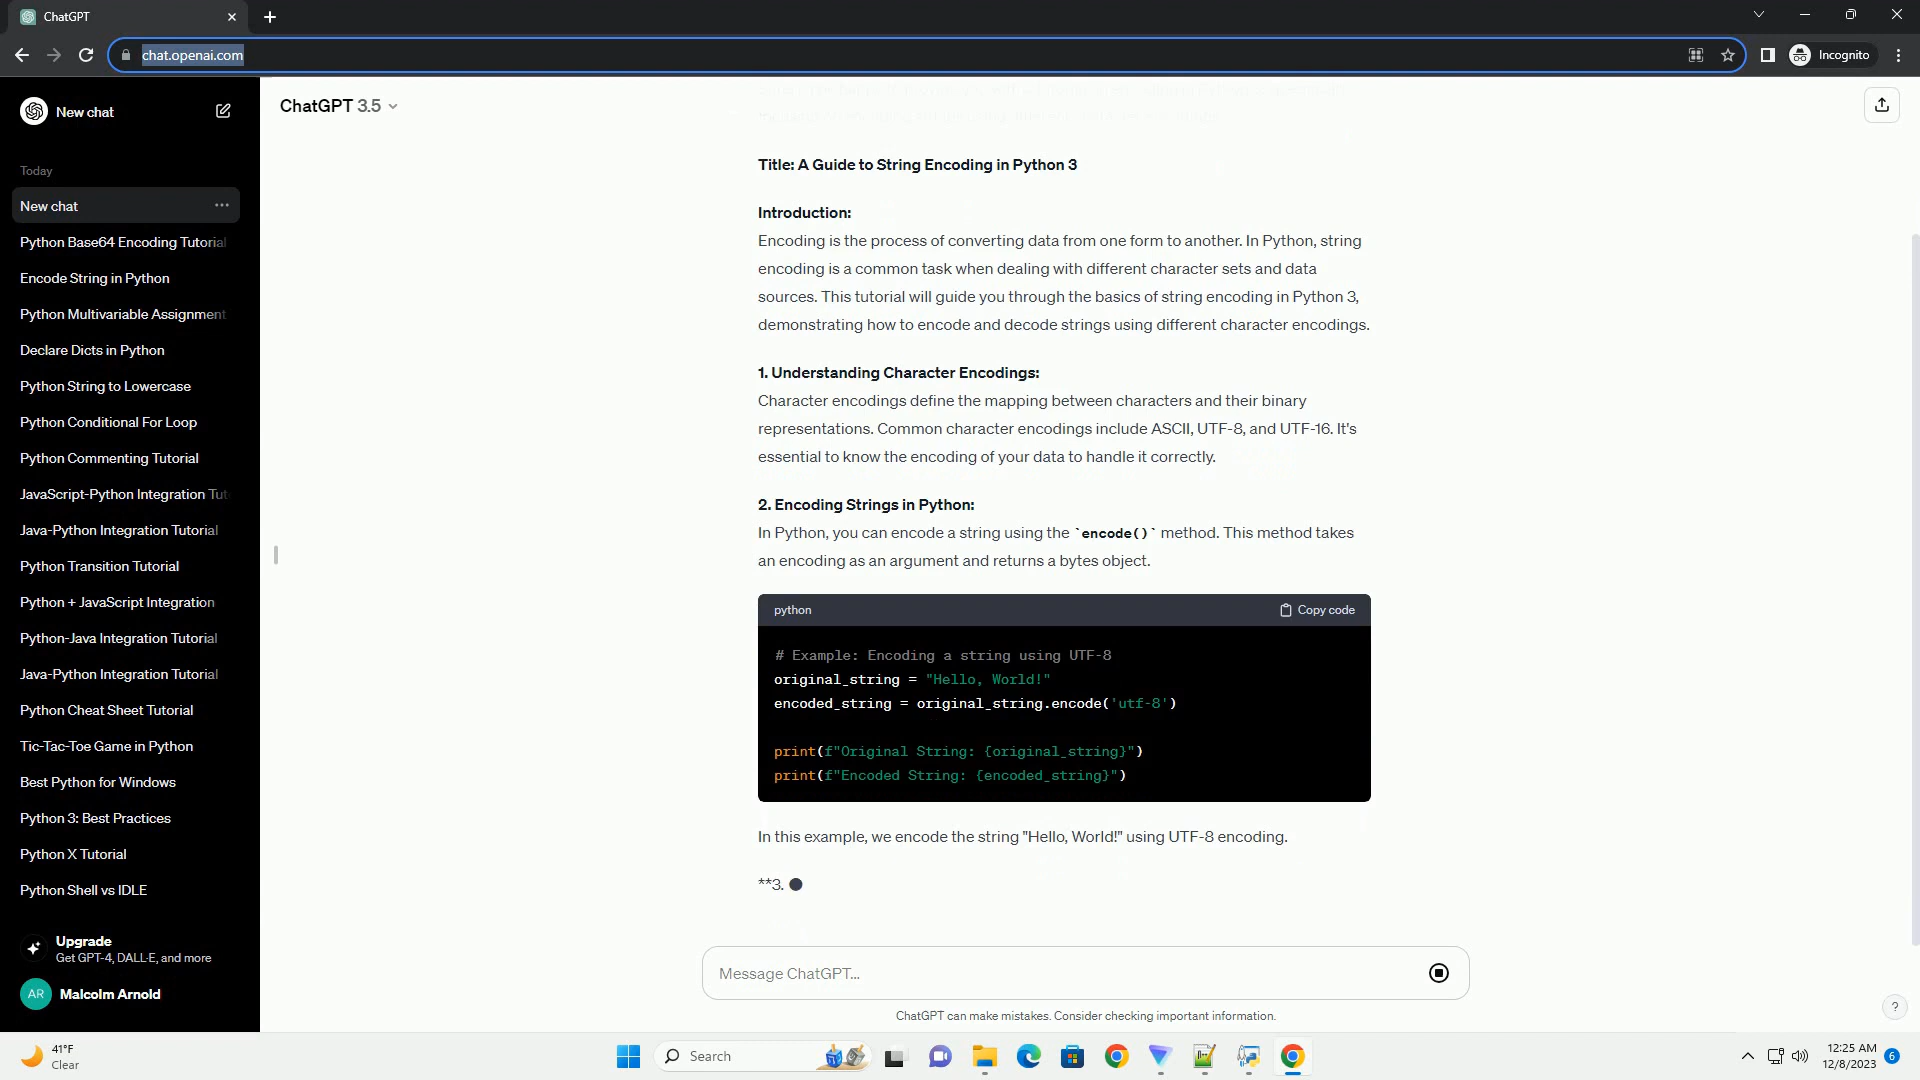 ChatGPT
chat.openai.com
Incognito
New chat
ChatGPT 3.5
Today
New chat
Python Base64 Encoding Tutorial
Encode String in Python
Python Multivariable Assignment
Declare Dicts in Python
Python String to Lowercase
Python Conditional For Loop
Python Commenting Tutorial
JavaScript-Python Integration Tut
Java-Python Integration Tutorial
Python Transition Tutorial
Python + JavaScript Integration
Python-Java Integration Tutorial
Java-Python Integration Tutorial
Python Cheat Sheet Tutorial
Tic-Tac-Toe Game in Python
Best Python for Windows
Python 3: Best Practices
Python X Tutorial
Python Shell vs IDLE
Upgrade
Get GPT-4, DALL·E, and more
AR Malcolm Arnold
Title: A Guide to String Encoding in Python 3
Introduction:
Encoding is the process of converting data from one form to another. In Python, string
encoding is a common task when dealing with different character sets and data
sources. This tutorial will guide you through the basics of string encoding in Python 3,
demonstrating how to encode and decode strings using different character encodings.
1. Understanding Character Encodings:
Character encodings define the mapping between characters and their binary
representations. Common character encodings include ASCII, UTF-8, and UTF-16. It's
essential to know the encoding of your data to handle it correctly.
2. Encoding Strings in Python:
In Python, you can encode a string using the `encode()` method. This method takes
an encoding as an argument and returns a bytes object.
python Copy code
# Example: Encoding a string using UTF-8
original_string = "Hello, World!"
encoded_string = original_string.encode('utf-8')
print(f"Original String: {original_string}")
print(f"Encoded String: {encoded_string}")
In this example, we encode the string "Hello, World!" using UTF-8 encoding.
**3.
Message ChatGPT...
ChatGPT can make mistakes. Consider checking important information.
?
41°F
Clear
Search
12:25 AM
12/8/2023
6